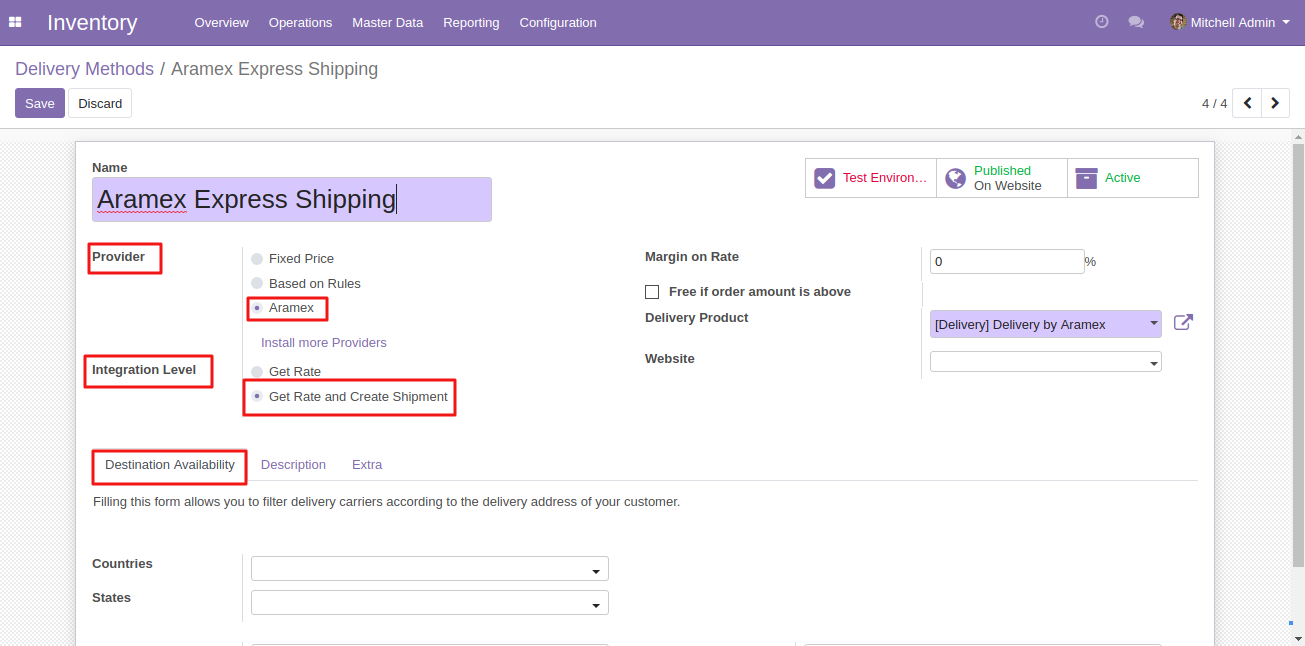 Inventory Overview Operations Master Data Reporting Configuration Mitchell Admin
Delivery Methods / Aramex Express Shipping
Save Discard 4 / 4
Name
Aramex Express Shipping
Test Environ... Published On Website Active
Provider
Fixed Price
Based on Rules
Aramex
Install more Providers
Integration Level
Get Rate
Get Rate and Create Shipment
Margin on Rate 0 %
Free if order amount is above
Delivery Product [Delivery] Delivery by Aramex
Website
Destination Availability Description Extra
Filling this form allows you to filter delivery carriers according to the delivery address of your customer.
Countries
States